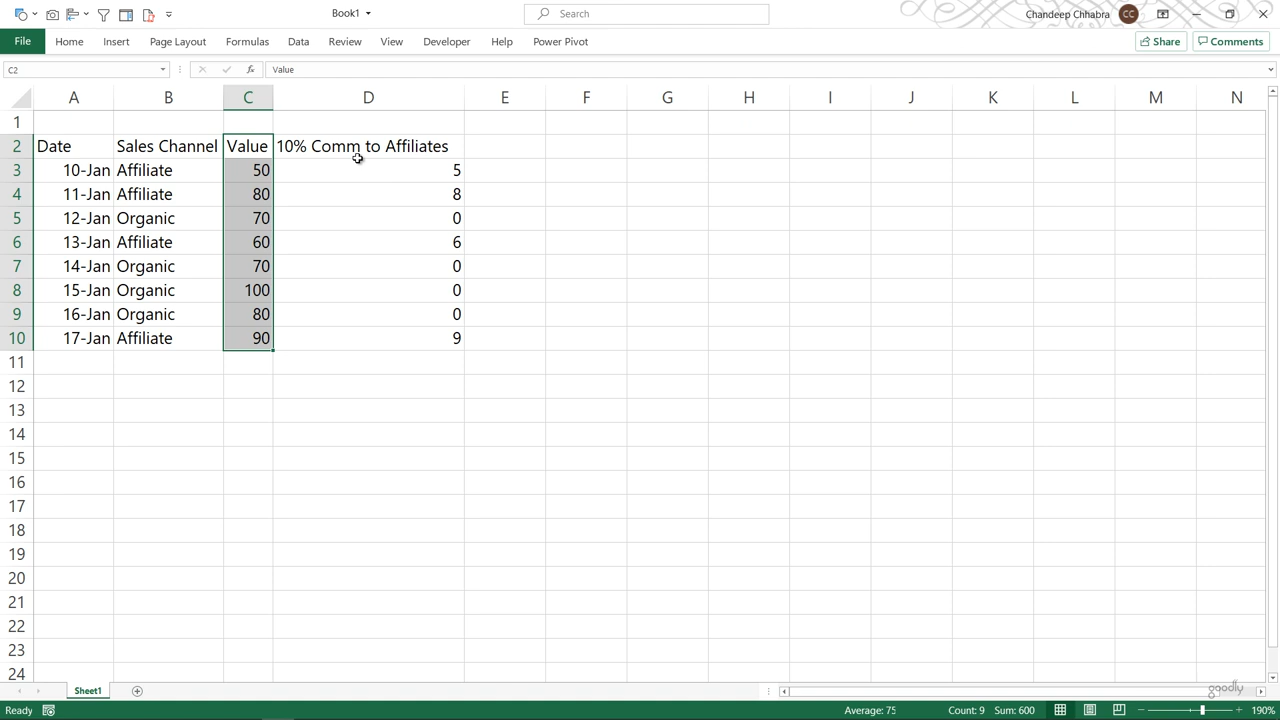 Book1
Search
Chandeep Chhabra CC
File Home Insert Page Layout Formulas Data Review View Developer Help Power Pivot Share Comments
C2 fx Value
A B C D E F G H I J K L M N
1
2 Date Sales Channel Value 10% Comm to Affiliates
3 10-Jan Affiliate 50 5
4 11-Jan Affiliate 80 8
5 12-Jan Organic 70 0
6 13-Jan Affiliate 60 6
7 14-Jan Organic 70 0
8 15-Jan Organic 100 0
9 16-Jan Organic 80 0
10 17-Jan Affiliate 90 9
11
12
13
14
15
16
17
18
19
20
21
22
23
24
Sheet1
goodly
Ready Average: 75 Count: 9 Sum: 600 190%